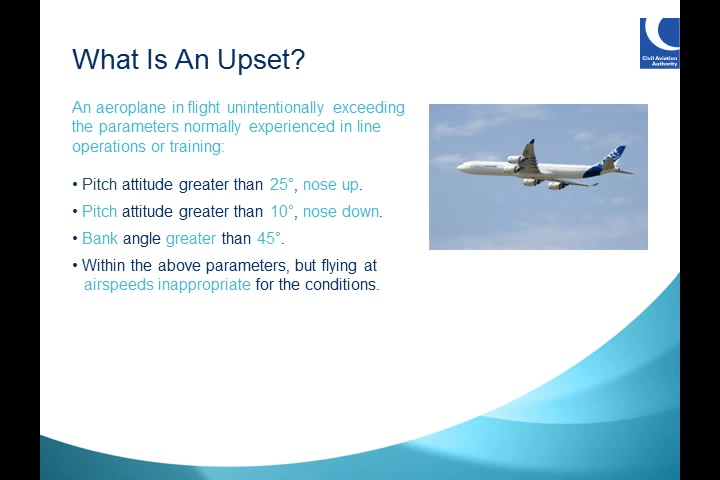 What Is An Upset?
Civil Aviation
Authority
An aeroplane in flight unintentionally exceeding
the parameters normally experienced in line
operations or training:
• Pitch attitude greater than 25°, nose up.
• Pitch attitude greater than 10°, nose down.
• Bank angle greater than 45°.
• Within the above parameters, but flying at
airspeeds inappropriate for the conditions.